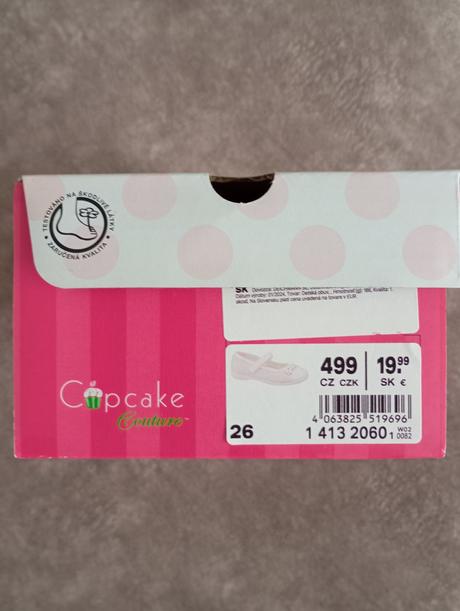 TESTOVÁNO NA ŠKODLIVÉ LÁTKY
ZARUČENÁ KVALITA
SK
Dátum výroby: 01/2024, Tovar: Detská obuv,
Na Slovensku platí cena uvádená na tovare v EUR.
499 19.99
CZ CZK SK €
Cupcake
Couture™
4 063825 519696
26 1 413 2060 1 W02
0082